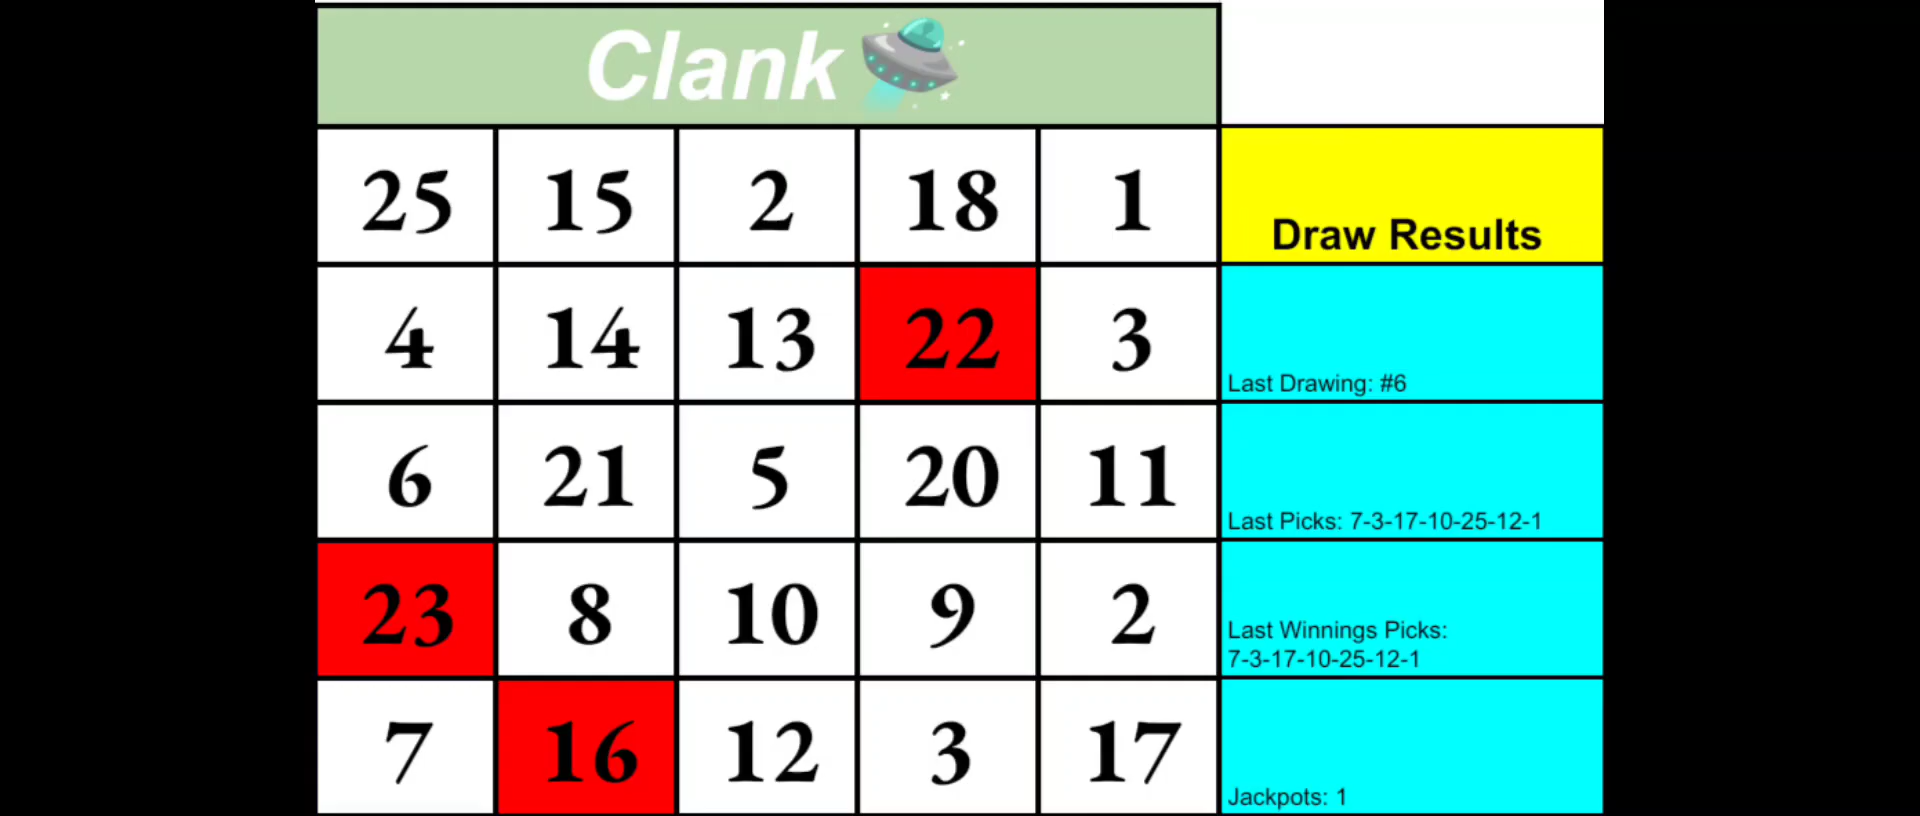 Clank
25 15 2 18 1
Draw Results
4 14 13 22 3
Last Drawing: #6
6 21 5 20 11
Last Picks: 7-3-17-10-25-12-1
23 8 10 9 2
Last Winnings Picks:
7-3-17-10-25-12-1
7 16 12 3 17
Jackpots: 1